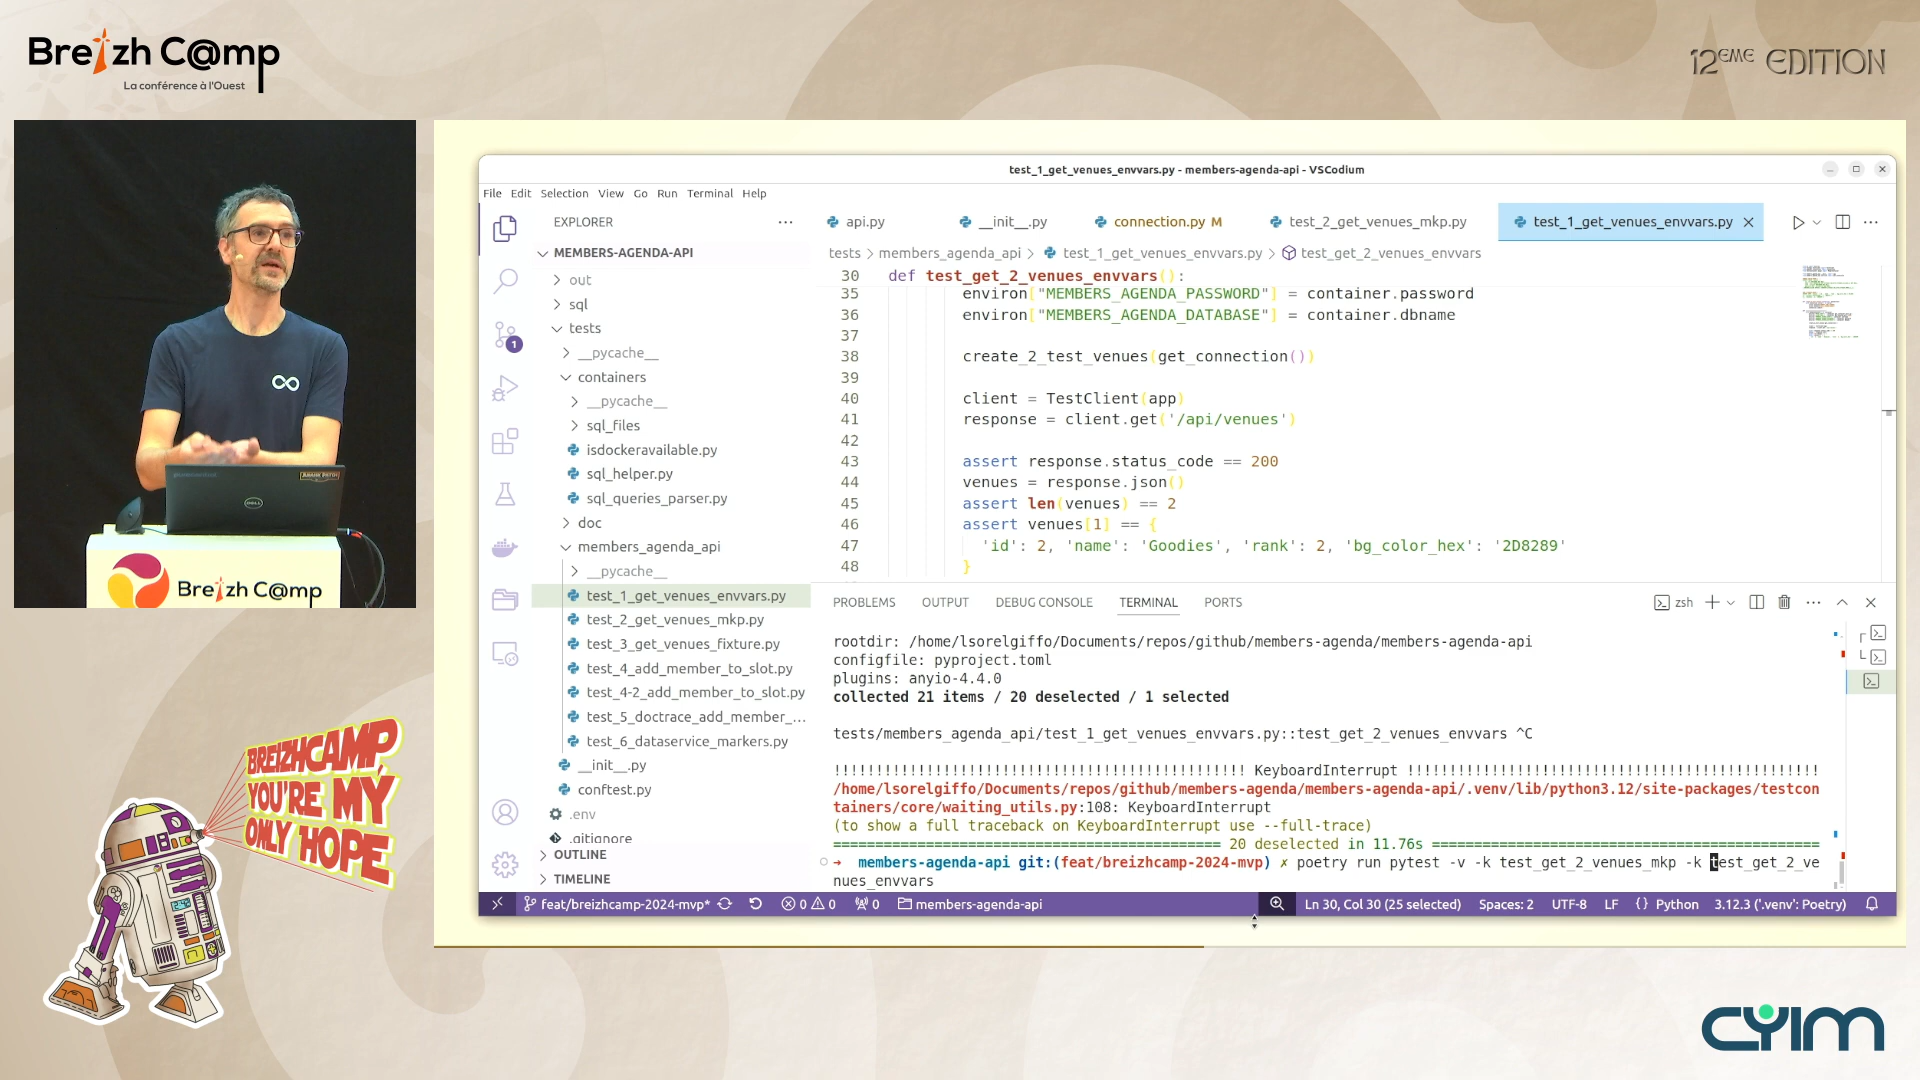 Breizh C@mp
La conférence à l'Ouest
12EME EDITION
DELL
Breizh C@mp
BREIZHCAMP,
YOU'RE MY
ONLY HOPE
CYIM
test_1_get_venues_envvars.py - members-agenda-api - VSCodium
File Edit Selection View Go Run Terminal Help
EXPLORER
MEMBERS-AGENDA-API
out
sql
tests
__pycache__
containers
__pycache__
sql_files
isdockeravailable.py
sql_helper.py
sql_queries_parser.py
doc
members_agenda_api
__pycache__
test_1_get_venues_envvars.py
test_2_get_venues_mkp.py
test_3_get_venues_fixture.py
test_4_add_member_to_slot.py
test_4-2_add_member_to_slot.py
test_5_doctrace_add_member_...
test_6_dataservice_markers.py
__init__.py
conftest.py
.env
.gitignore
OUTLINE
TIMELINE
1
api.py __init__.py connection.py M test_2_get_venues_mkp.py test_1_get_venues_envvars.py
tests > members_agenda_api > test_1_get_venues_envvars.py > test_get_2_venues_envvars
30 def test_get_2_venues_envvars():
35 environ["MEMBERS_AGENDA_PASSWORD"] = container.password
36 environ["MEMBERS_AGENDA_DATABASE"] = container.dbname
37
38 create_2_test_venues(get_connection())
39
40 client = TestClient(app)
41 response = client.get('/api/venues')
42
43 assert response.status_code == 200
44 venues = response.json()
45 assert len(venues) == 2
46 assert venues[1] == {
47 'id': 2, 'name': 'Goodies', 'rank': 2, 'bg_color_hex': '2D8289'
48 }
PROBLEMS OUTPUT DEBUG CONSOLE TERMINAL PORTS zsh
rootdir: /home/lsorelgiffo/Documents/repos/github/members-agenda/members-agenda-api
configfile: pyproject.toml
plugins: anyio-4.4.0
collected 21 items / 20 deselected / 1 selected
tests/members_agenda_api/test_1_get_venues_envvars.py::test_get_2_venues_envvars ^C
!!!!!!!!!!!!!!!!!!!!!!!!!!!!!!!!!!!!!!!!!!!!!!!!! KeyboardInterrupt !!!!!!!!!!!!!!!!!!!!!!!!!!!!!!!!!!!!!!!!!!!!!!!!!
/home/lsorelgiffo/Documents/repos/github/members-agenda/members-agenda-api/.venv/lib/python3.12/site-packages/testcon
tainers/core/waiting_utils.py:108: KeyboardInterrupt
(to show a full traceback on KeyboardInterrupt use --full-trace)
============================================== 20 deselected in 11.76s ==============================================
➜ members-agenda-api git:(feat/breizhcamp-2024-mvp) ✗ poetry run pytest -v -k test_get_2_venues_mkp -k test_get_2_ve
nues_envvars
feat/breizhcamp-2024-mvp* 0 0 0 members-agenda-api Ln 30, Col 30 (25 selected) Spaces: 2 UTF-8 LF {} Python 3.12.3 ('.venv': Poetry)